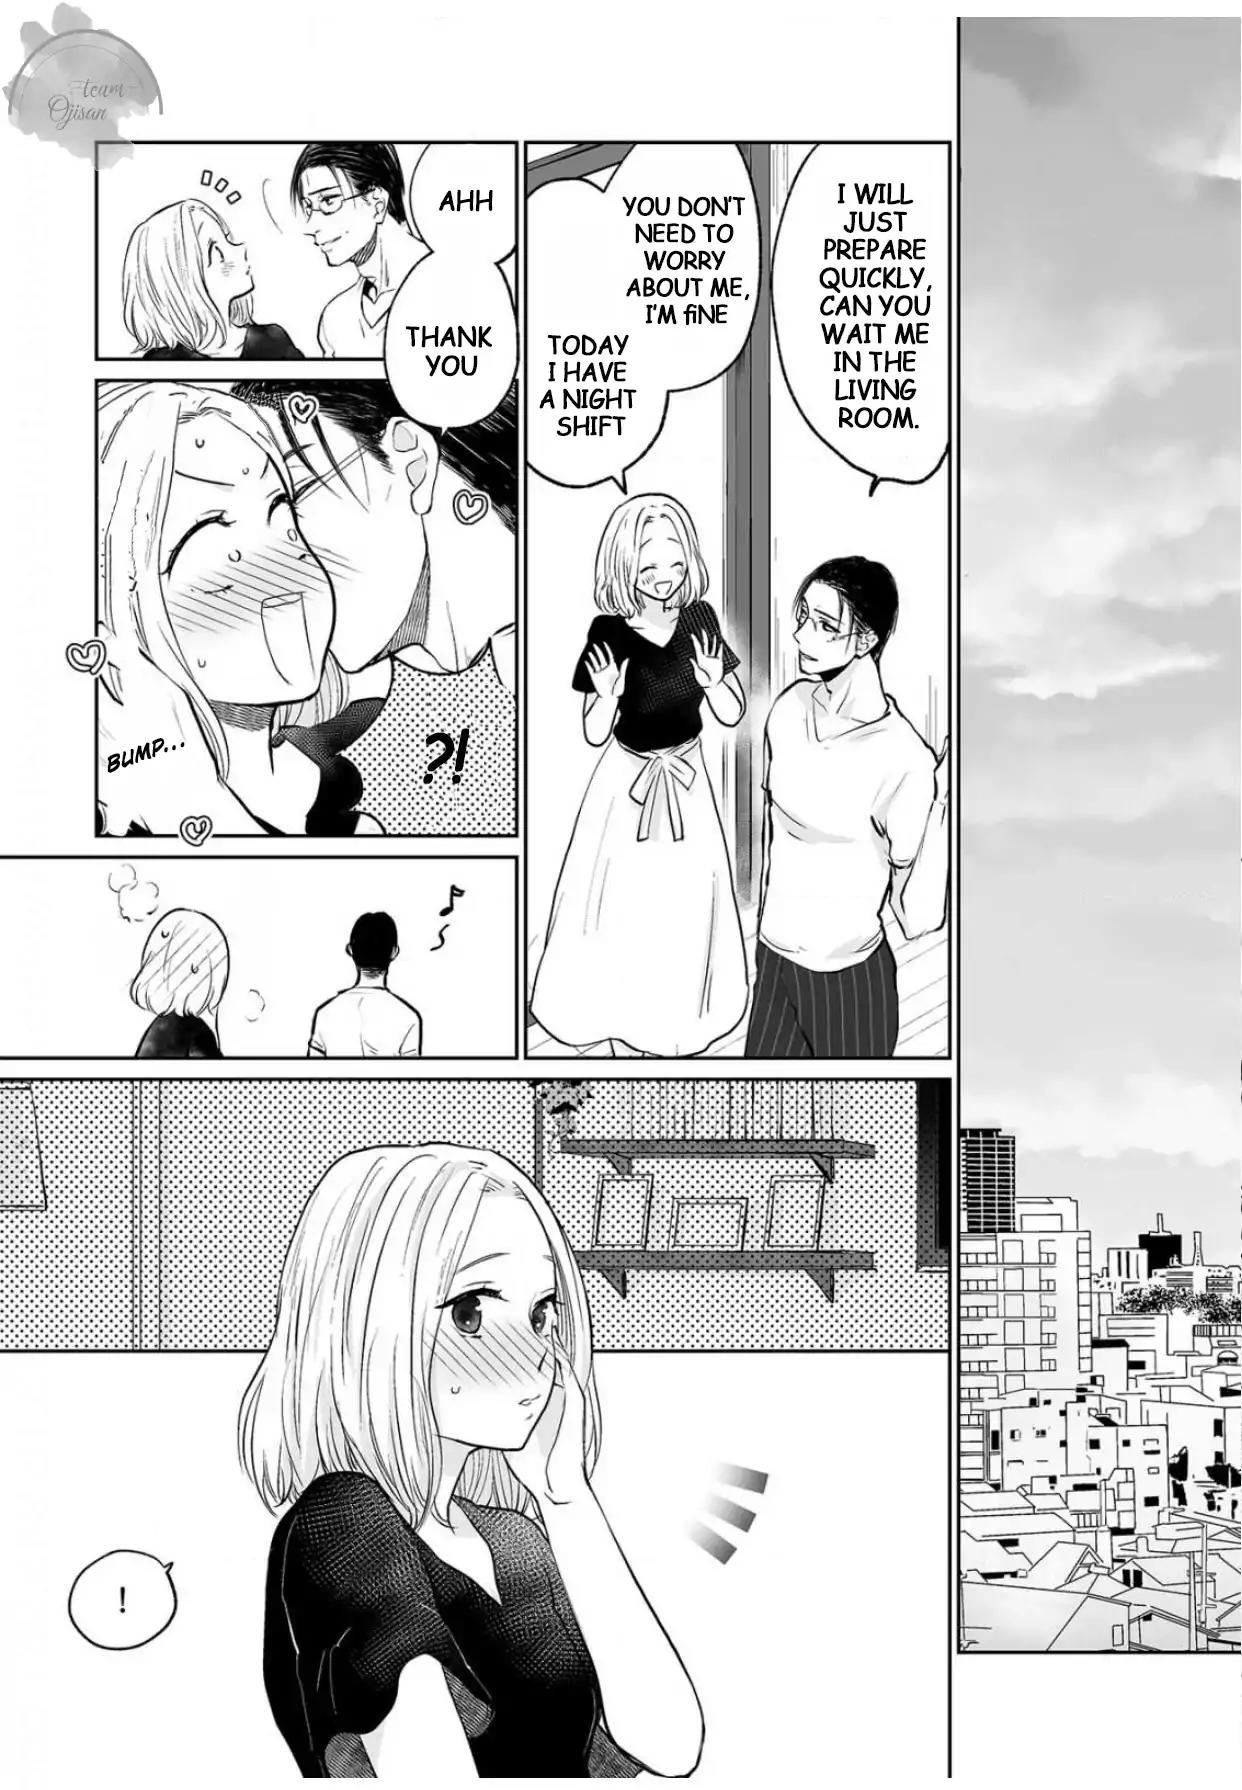 I WILL
JUST
PREPARE
QUICKLY,
CAN YOU
WAIT ME
IN THE
LIVING
ROOM.
YOU DON'T
NEED TO
WORRY
ABOUT ME,
I'M fiNE
TODAY
I HAVE
A NIGHT
SHIFT
AHH
THANK
YOU
?!
BUMP...
!
team
Ojisan